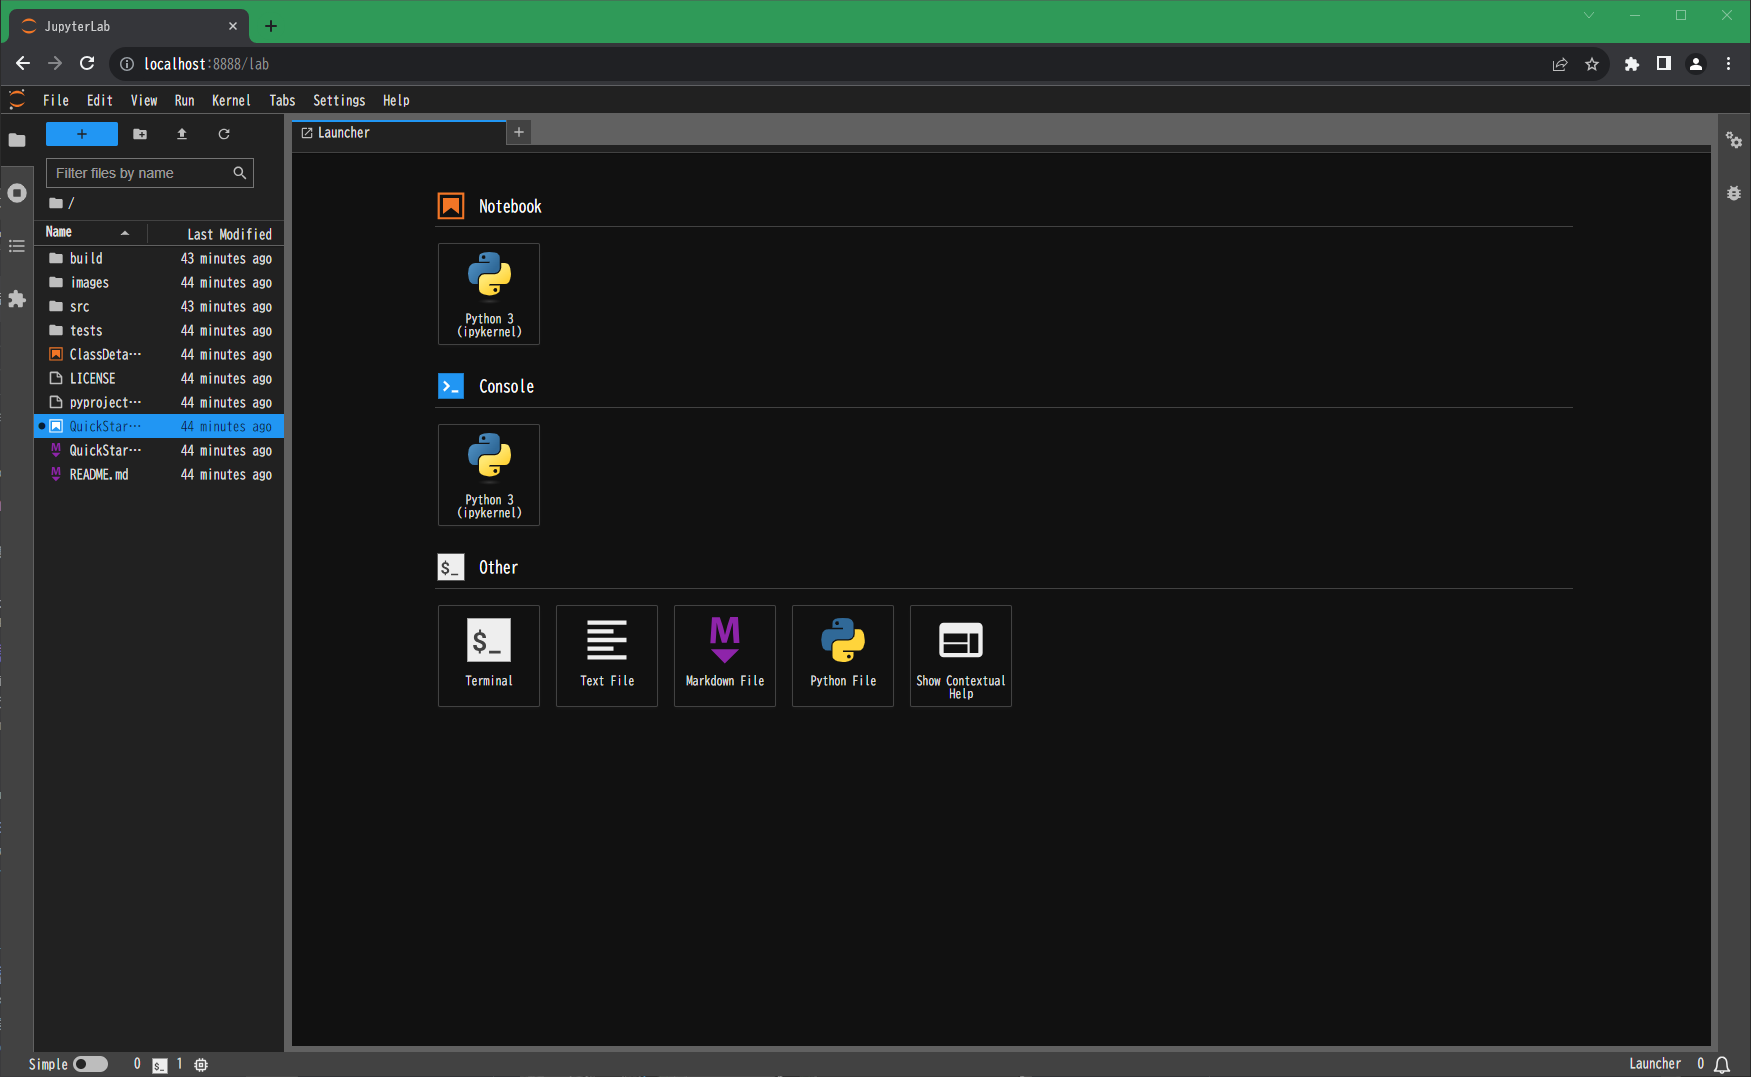 JupyterLab
localhost:8888/lab
File Edit View Run Kernel Tabs Settings Help
Launcher
Filter files by name
/
Name Last Modified
build 43 minutes ago
images 44 minutes ago
src 43 minutes ago
tests 44 minutes ago
ClassDeta… 44 minutes ago
LICENSE 44 minutes ago
pyproject… 44 minutes ago
QuickStar… 44 minutes ago
M QuickStar… 44 minutes ago
M README.md 44 minutes ago
Notebook
Python 3
(ipykernel)
>_ Console
Python 3
(ipykernel)
$_ Other
$_
Terminal
Text File
M
Markdown File
Python File
Show Contextual
Help
Simple 0 $_ 1
Launcher 0